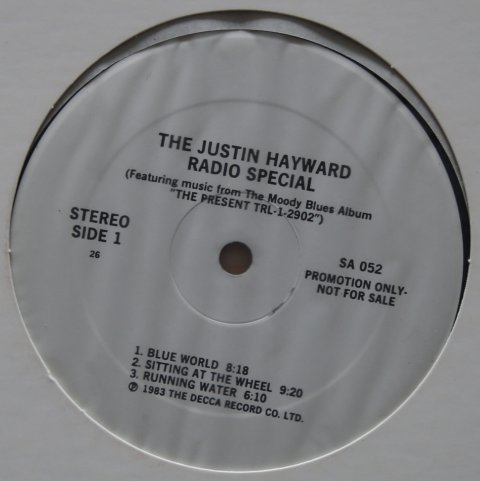 THE JUSTIN HAYWARD
RADIO SPECIAL
(Featuring music from The Moody Blues Album
"THE PRESENT TRL-1-2902")
STEREO
SIDE 1
26
SA 052
PROMOTION ONLY-
NOT FOR SALE
1. BLUE WORLD 8:18
2. SITTING AT THE WHEEL 9:20
3. RUNNING WATER 6:10
℗ 1983 THE DECCA RECORD CO. LTD.